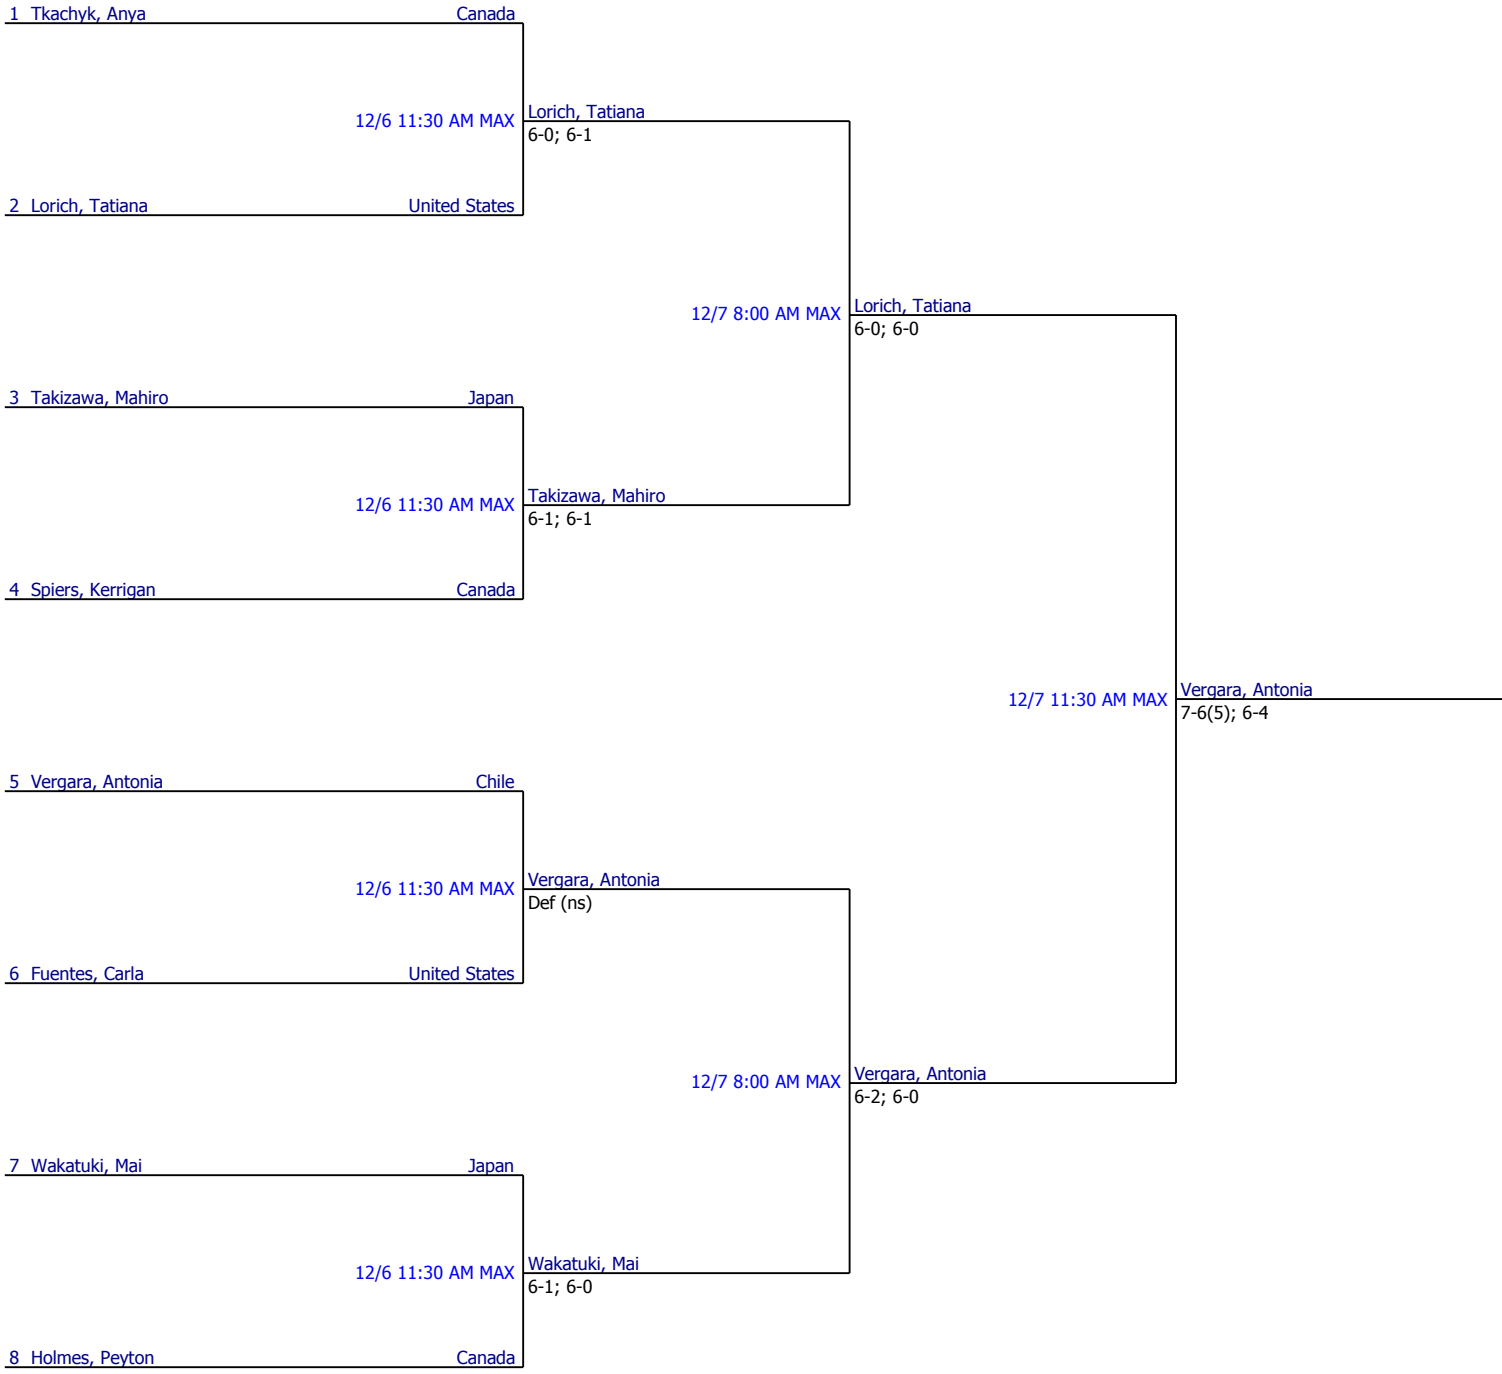 1 Tkachyk, Anya Canada
12/6 11:30 AM MAX Lorich, Tatiana
6-0; 6-1
2 Lorich, Tatiana United States
12/7 8:00 AM MAX Lorich, Tatiana
6-0; 6-0
3 Takizawa, Mahiro Japan
12/6 11:30 AM MAX Takizawa, Mahiro
6-1; 6-1
4 Spiers, Kerrigan Canada
12/7 11:30 AM MAX Vergara, Antonia
7-6(5); 6-4
5 Vergara, Antonia Chile
12/6 11:30 AM MAX Vergara, Antonia
Def (ns)
6 Fuentes, Carla United States
12/7 8:00 AM MAX Vergara, Antonia
6-2; 6-0
7 Wakatuki, Mai Japan
12/6 11:30 AM MAX Wakatuki, Mai
6-1; 6-0
8 Holmes, Peyton Canada